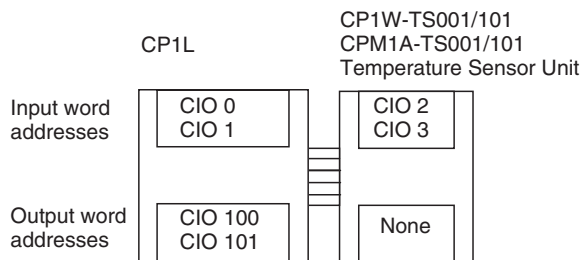 CP1L
CP1W-TS001/101
CPM1A-TS001/101
Temperature Sensor Unit
Input word
addresses
CIO 0
CIO 1
CIO 2
CIO 3
Output word
addresses
CIO 100
CIO 101
None